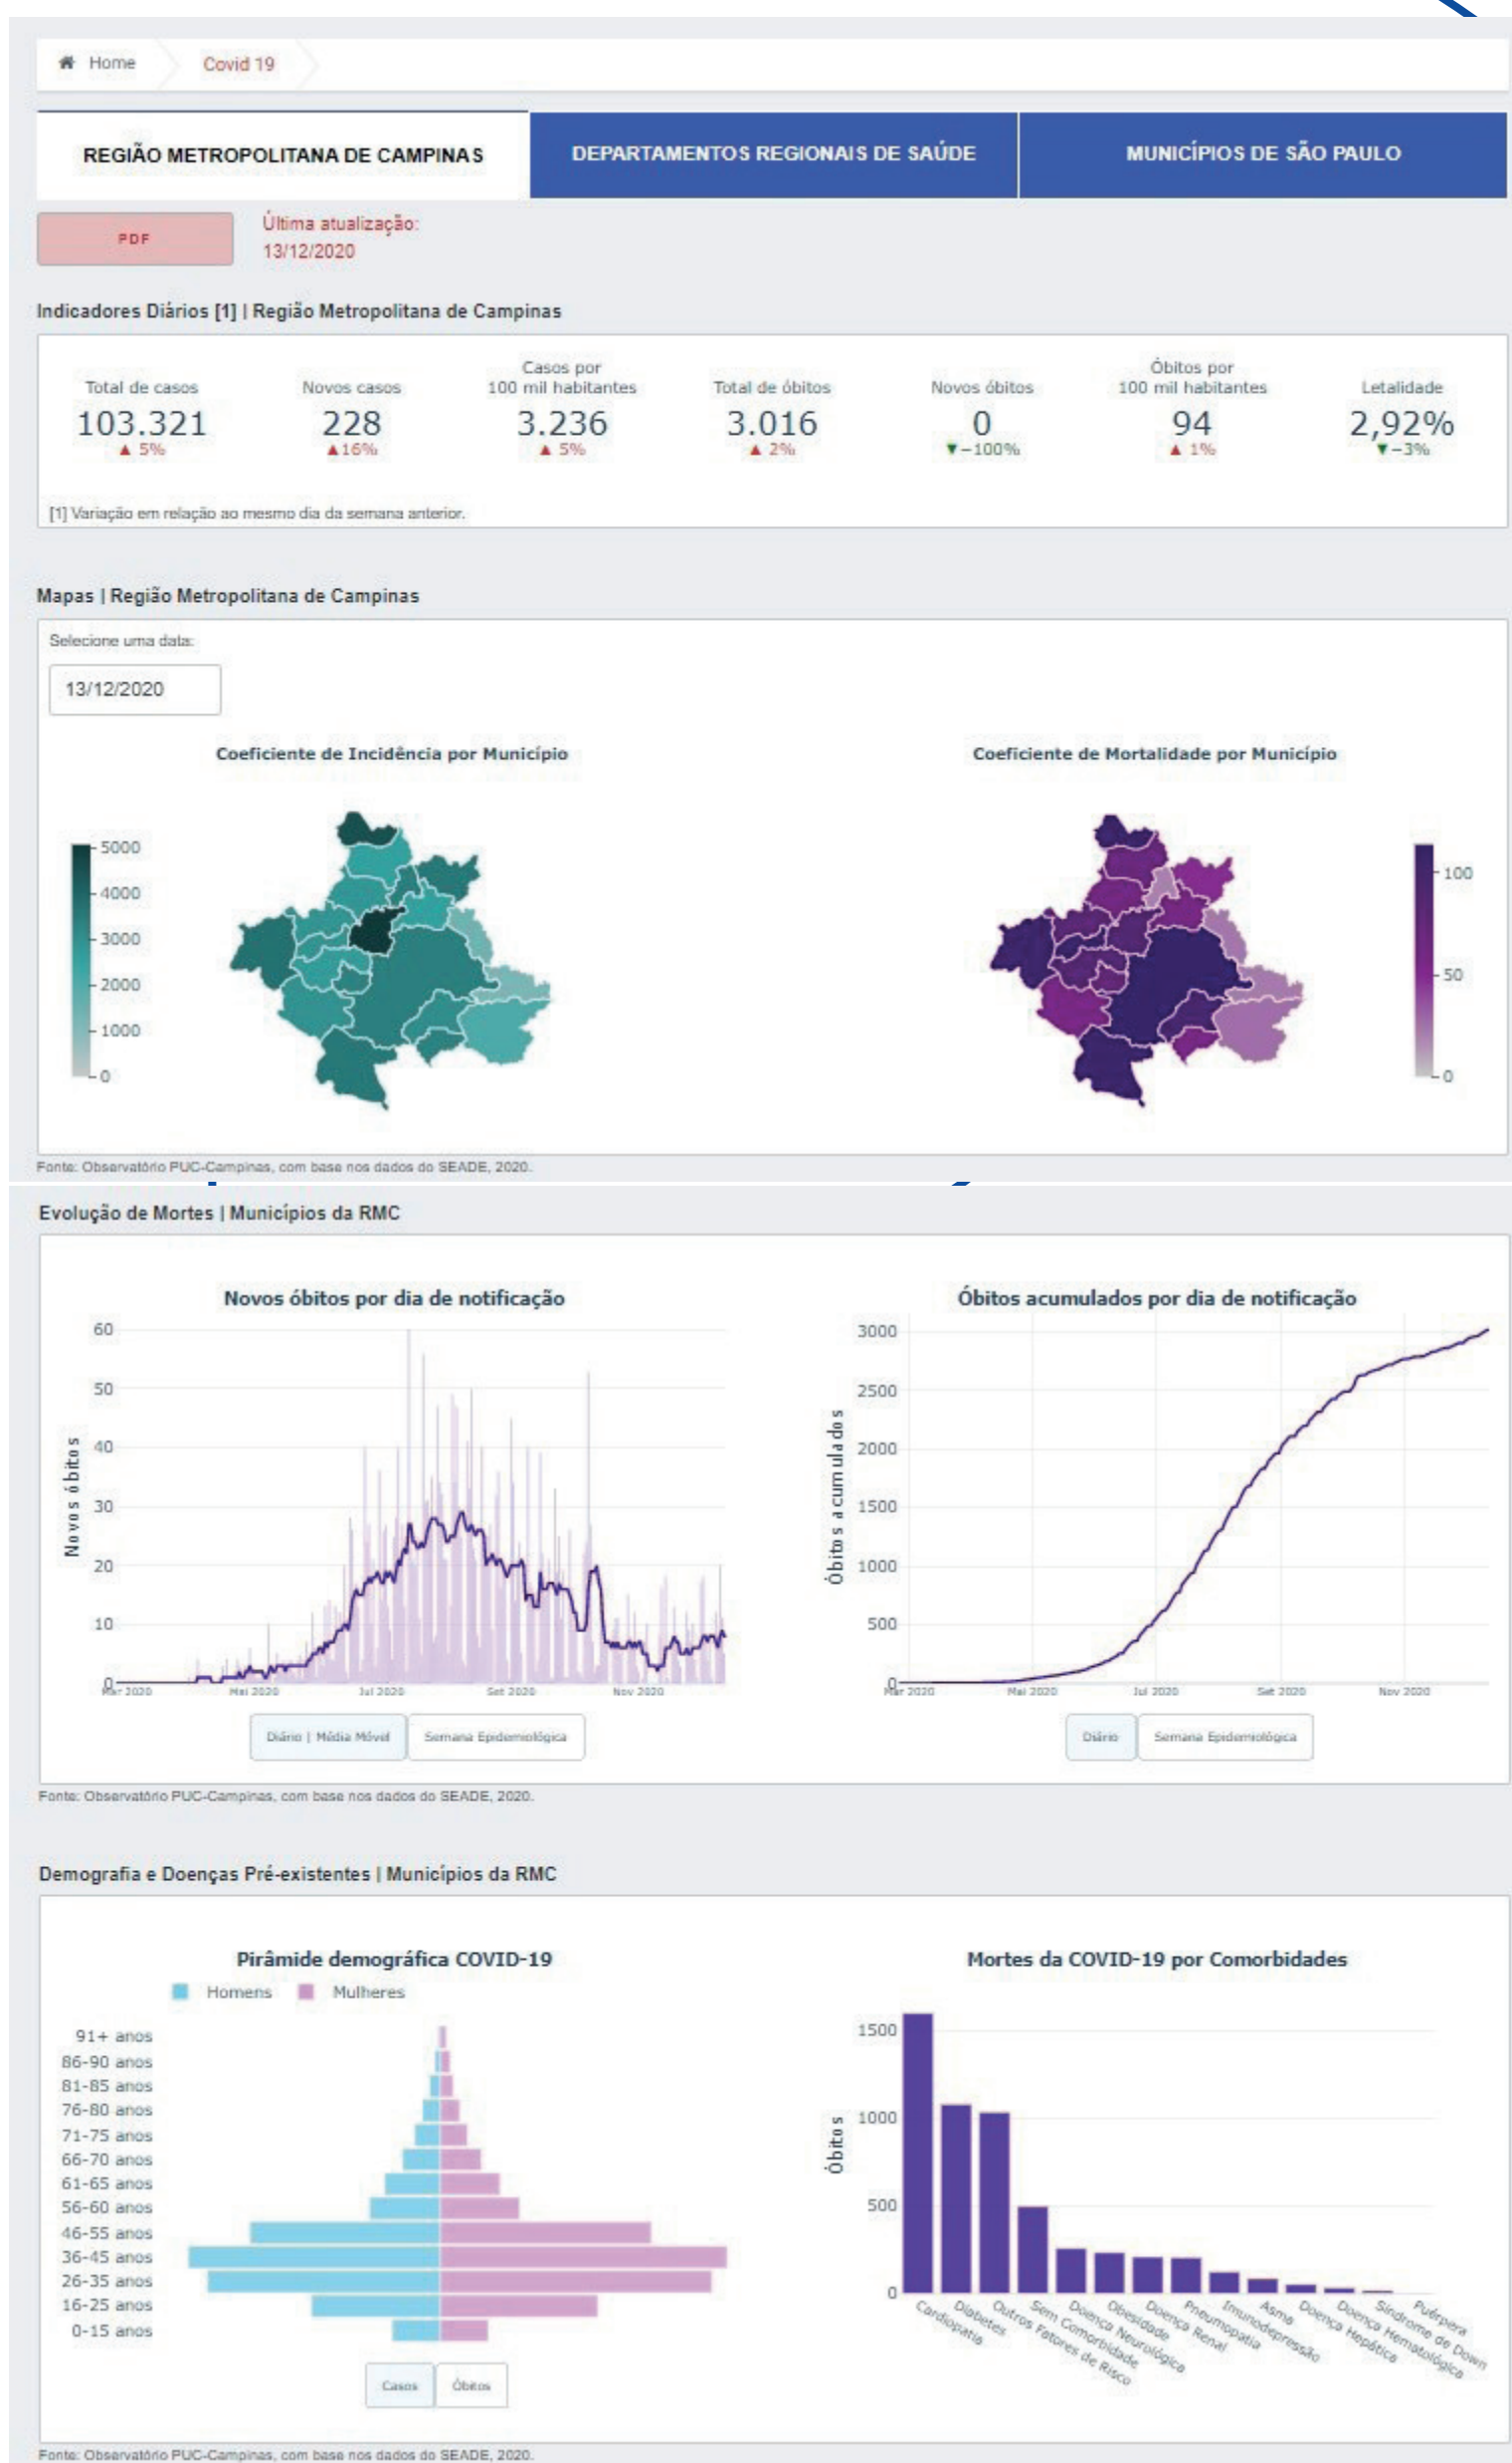 Home
Covid 19
REGIÃO METROPOLITANA DE CAMPINAS
DEPARTAMENTOS REGIONAIS DE SAÚDE
MUNICÍPIOS DE SÃO PAULO
PDF
Última atualização:
13/12/2020
Indicadores Diários [1] | Região Metropolitana de Campinas
Total de casos
103.321
▲ 5%
Novos casos
228
▲16%
Casos por
100 mil habitantes
3.236
▲ 5%
Total de óbitos
3.016
▲ 2%
Novos óbitos
0
▼−100%
Óbitos por
100 mil habitantes
94
▲ 1%
Letalidade
2,92%
▼−3%
[1] Variação em relação ao mesmo dia da semana anterior.
Mapas | Região Metropolitana de Campinas
Selecione uma data:
13/12/2020
Coeficiente de Incidência por Município
5000
4000
3000
2000
1000
0
Coeficiente de Mortalidade por Município
100
50
0
Fonte: Observatório PUC-Campinas, com base nos dados do SEADE, 2020.
Evolução de Mortes | Municípios da RMC
Novos óbitos por dia de notificação
Novos óbitos
60
50
40
30
20
10
0
Mar 2020
Mai 2020
Jul 2020
Set 2020
Nov 2020
Diário | Média Móvel
Semana Epidemiológica
Óbitos acumulados por dia de notificação
Óbitos acumulados
3000
2500
2000
1500
1000
500
0
Mar 2020
Mai 2020
Jul 2020
Set 2020
Nov 2020
Diário
Semana Epidemiológica
Fonte: Observatório PUC-Campinas, com base nos dados do SEADE, 2020.
Demografia e Doenças Pré-existentes | Municípios da RMC
Pirâmide demográfica COVID-19
Homens
Mulheres
91+ anos
86-90 anos
81-85 anos
76-80 anos
71-75 anos
66-70 anos
61-65 anos
56-60 anos
46-55 anos
36-45 anos
26-35 anos
16-25 anos
0-15 anos
Casos
Óbitos
Mortes da COVID-19 por Comorbidades
Óbitos
1500
1000
500
0
Cardiopatia
Diabetes
Outros Fatores de Risco
Sem Comorbidade
Doença Neurológica
Obesidade
Doença Renal
Pneumopatia
Imunodepressão
Asma
Doença Hepática
Doença Hematológica
Síndrome de Down
Puérpera
Fonte: Observatório PUC-Campinas, com base nos dados do SEADE, 2020.